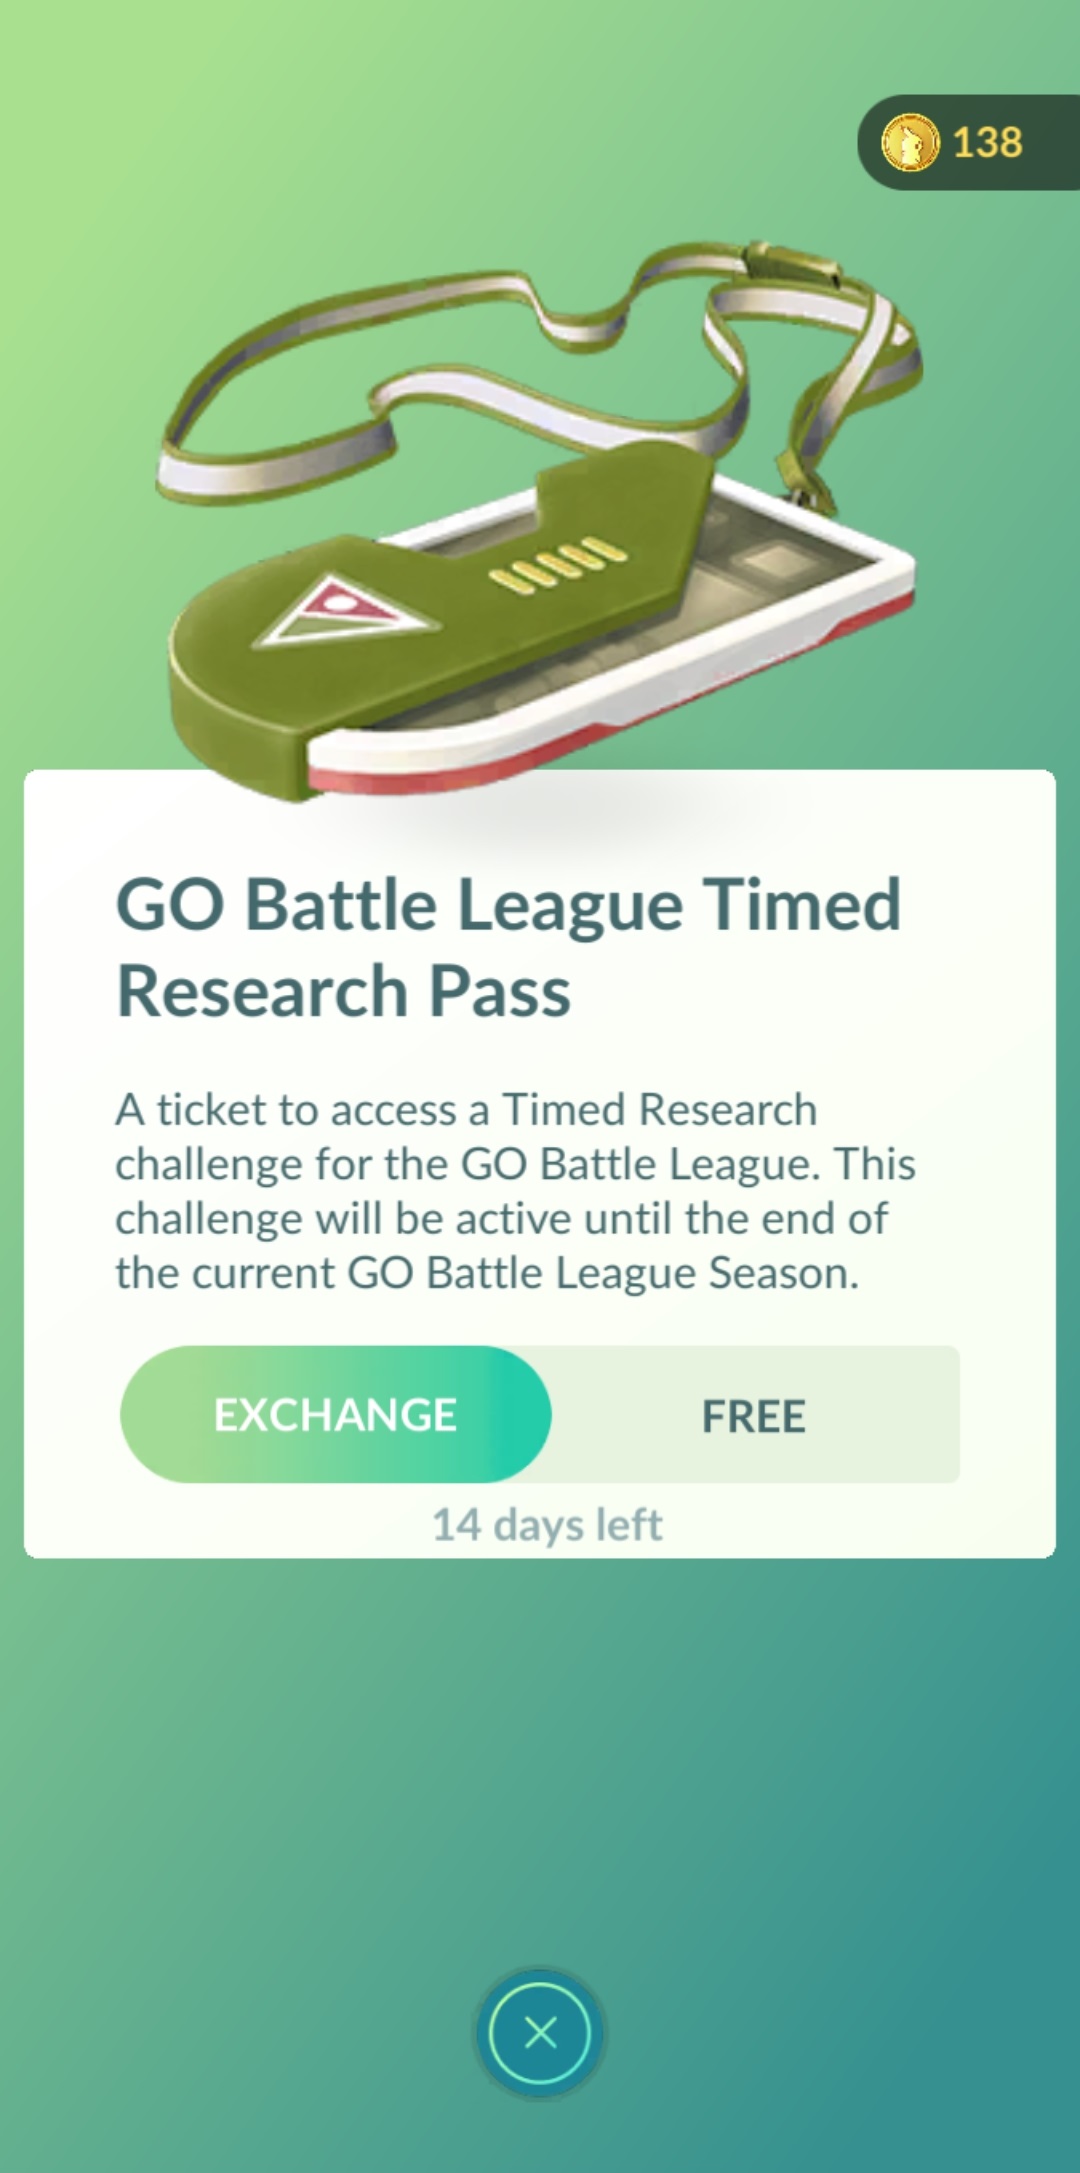 138
GO Battle League Timed
Research Pass
A ticket to access a Timed Research
challenge for the GO Battle League. This
challenge will be active until the end of
the current GO Battle League Season.
EXCHANGE FREE
14 days left